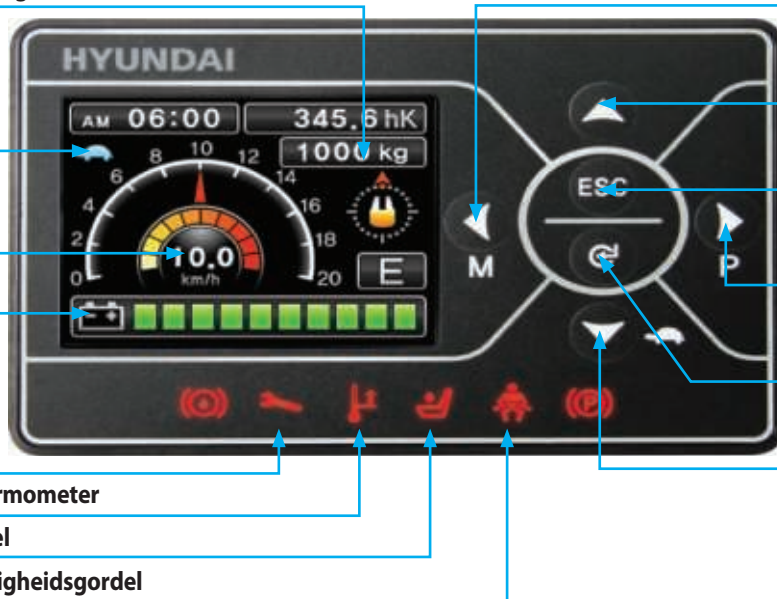 HYUNDAI
AM 06:00
345.6 hK
1000 kg
0 2 4 6 8 10 12 14 16 18 20
10.0
km/h
E
ESC
M
P
(P)
rmometer
el
igheidsgordel